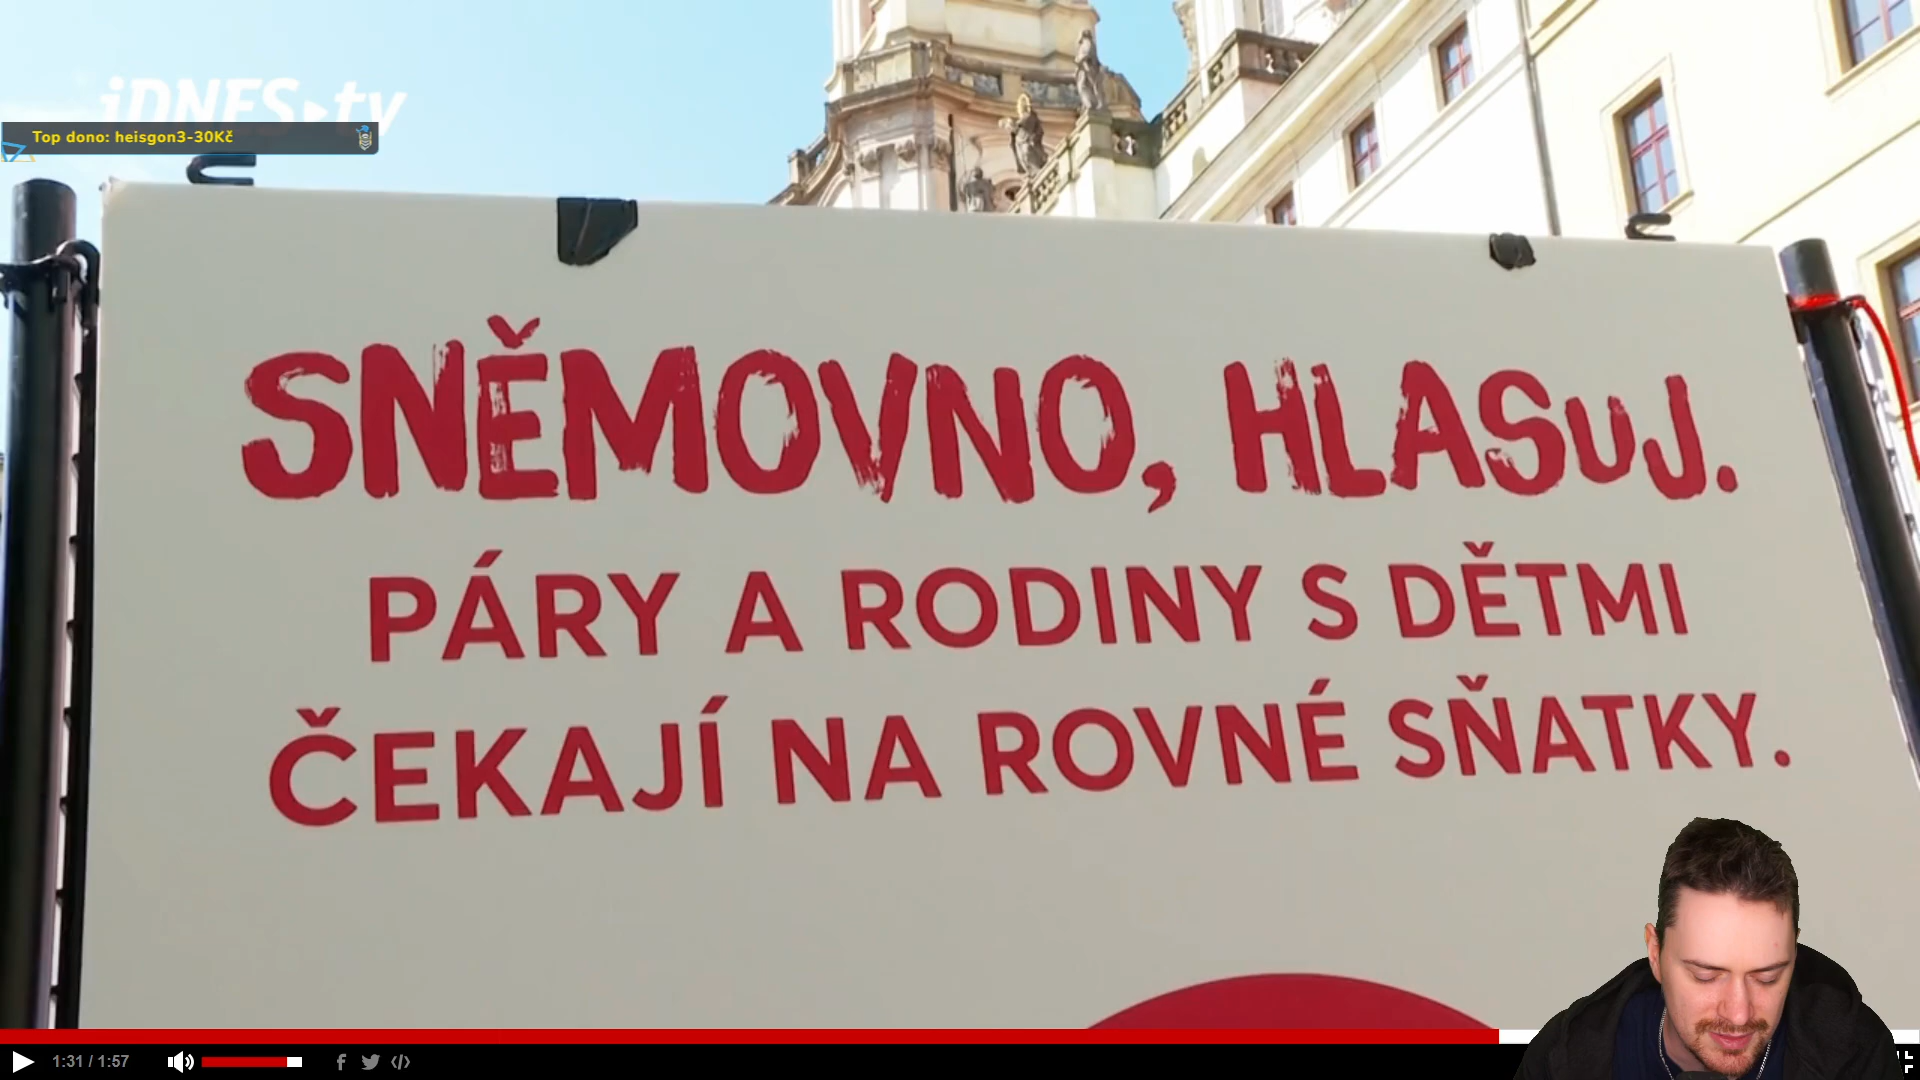 iDNES tv
Top dono: heisgon3-30Kč
SNĚMOVNO, HLASUJ.
PÁRY A RODINY S DĚTMI
ČEKAJÍ NA ROVNÉ SŇATKY.
1:31 / 1:57